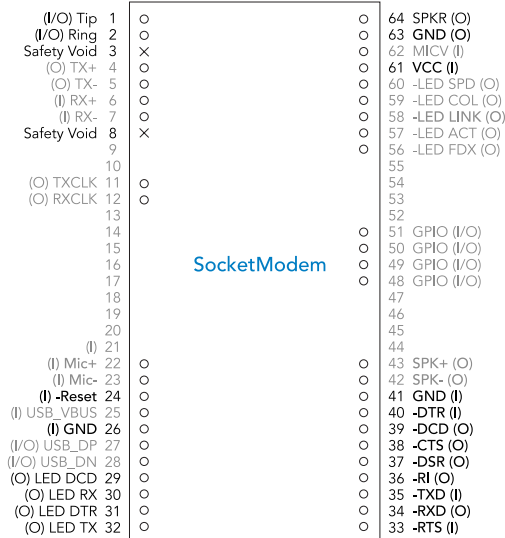 (I/O) Tip 1 64 SPKR (O)
(I/O) Ring 2 63 GND (O)
Safety Void 3 62 MICV (I)
(O) TX+ 4 61 VCC (I)
(O) TX- 5 60 -LED SPD (O)
(I) RX+ 6 59 -LED COL (O)
(I) RX- 7 58 -LED LINK (O)
Safety Void 8 57 -LED ACT (O)
9 56 -LED FDX (O)
10 55
(O) TXCLK 11 54
(O) RXCLK 12 53
13 52
14 51 GPIO (I/O)
15 50 GPIO (I/O)
16 SocketModem 49 GPIO (I/O)
17 48 GPIO (I/O)
18 47
19 46
20 45
(I) 21 44
(I) Mic+ 22 43 SPK+ (O)
(I) Mic- 23 42 SPK- (O)
(I) -Reset 24 41 GND (I)
(I) USB_VBUS 25 40 -DTR (I)
(I) GND 26 39 -DCD (O)
(I/O) USB_DP 27 38 -CTS (O)
(I/O) USB_DN 28 37 -DSR (O)
(O) LED DCD 29 36 -RI (O)
(O) LED RX 30 35 -TXD (I)
(O) LED DTR 31 34 -RXD (O)
(O) LED TX 32 33 -RTS (I)